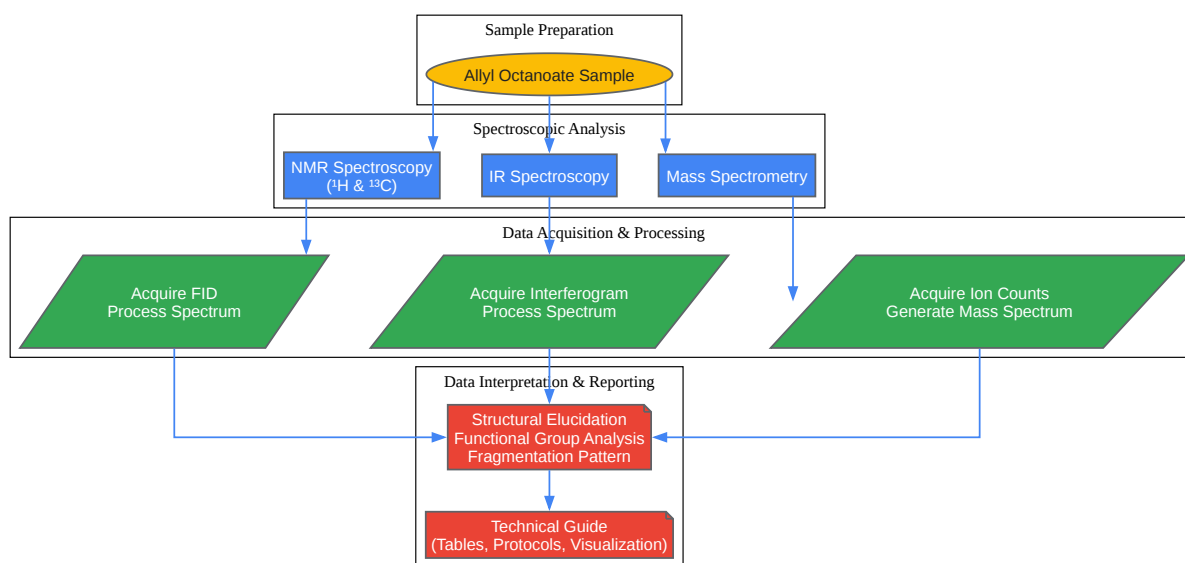 Sample Preparation
Allyl Octanoate Sample
Spectroscopic Analysis
NMR Spectroscopy
(¹H & ¹³C)
IR Spectroscopy
Mass Spectrometry
Data Acquisition & Processing
Acquire FID
Process Spectrum
Acquire Interferogram
Process Spectrum
Acquire Ion Counts
Generate Mass Spectrum
Data Interpretation & Reporting
Structural Elucidation
Functional Group Analysis
Fragmentation Pattern
Technical Guide
(Tables, Protocols, Visualization)